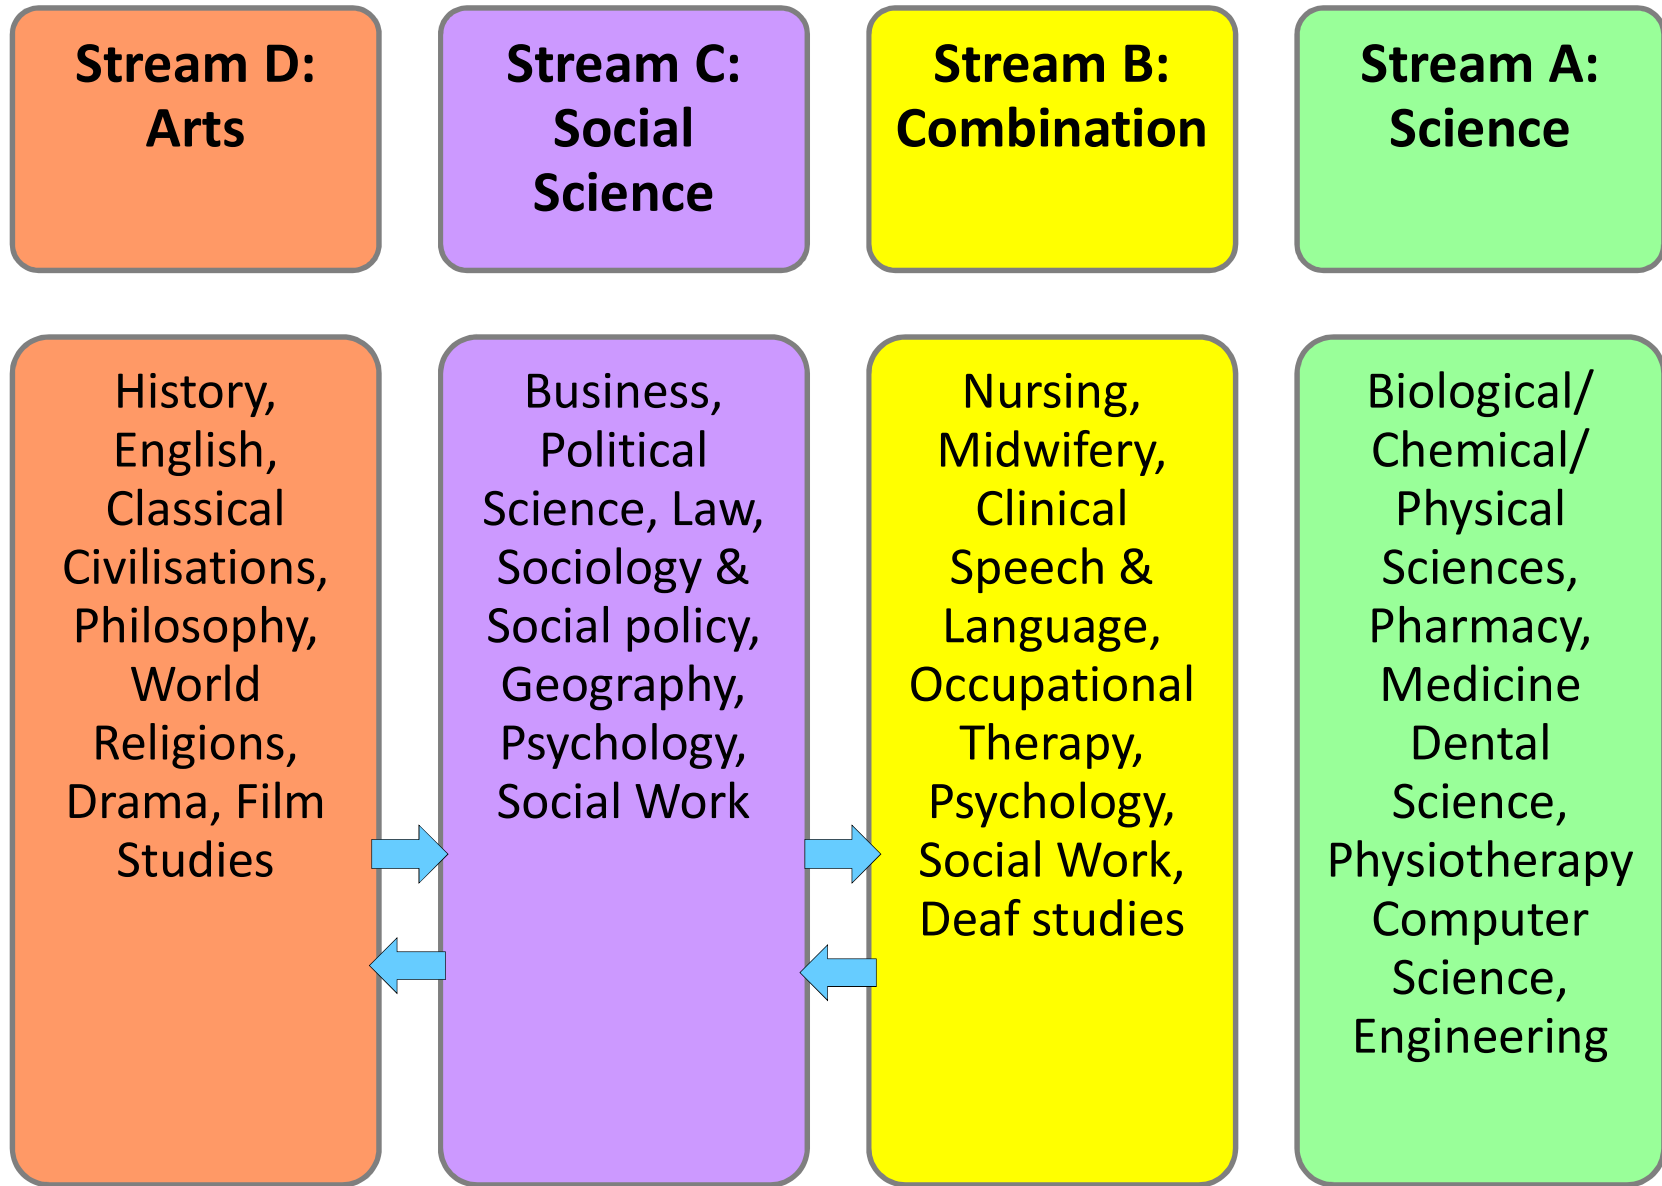 Stream D:
Arts
Stream C:
Social
Science
Stream B:
Combination
Stream A:
Science
History,
English,
Classical
Civilisations,
Philosophy,
World
Religions,
Drama, Film
Studies
Business,
Political
Science, Law,
Sociology &
Social policy,
Geography,
Psychology,
Social Work
Nursing,
Midwifery,
Clinical
Speech &
Language,
Occupational
Therapy,
Psychology,
Social Work,
Deaf studies
Biological/
Chemical/
Physical
Sciences,
Pharmacy,
Medicine
Dental
Science,
Physiotherapy
Computer
Science,
Engineering